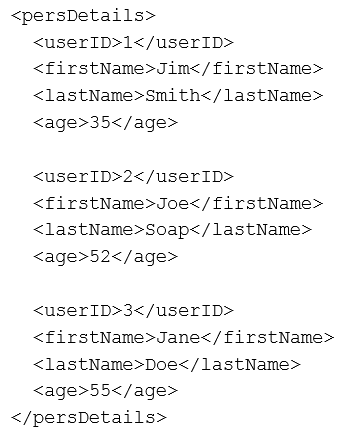 <persDetails>
<userID>1</userID>
<firstName>Jim</firstName>
<lastName>Smith</lastName>
<age>35</age>
<userID>2</userID>
<firstName>Joe</firstName>
<lastName>Soap</lastName>
<age>52</age>
<userID>3</userID>
<firstName>Jane</firstName>
<lastName>Doe</lastName>
<age>55</age>
</persDetails>